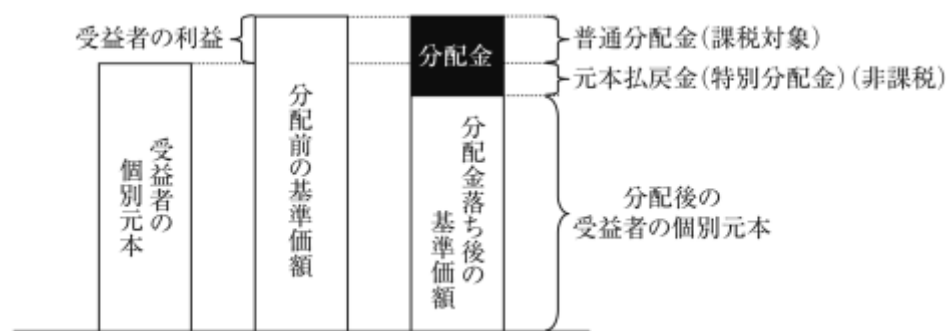 受益者の利益
分配金
普通分配金(課税対象)
元本払戻金(特別分配金)(非課税)
受益者の
個別元本
分配前の基準価額
分配金落ち後の
基準価額
分配後の
受益者の個別元本